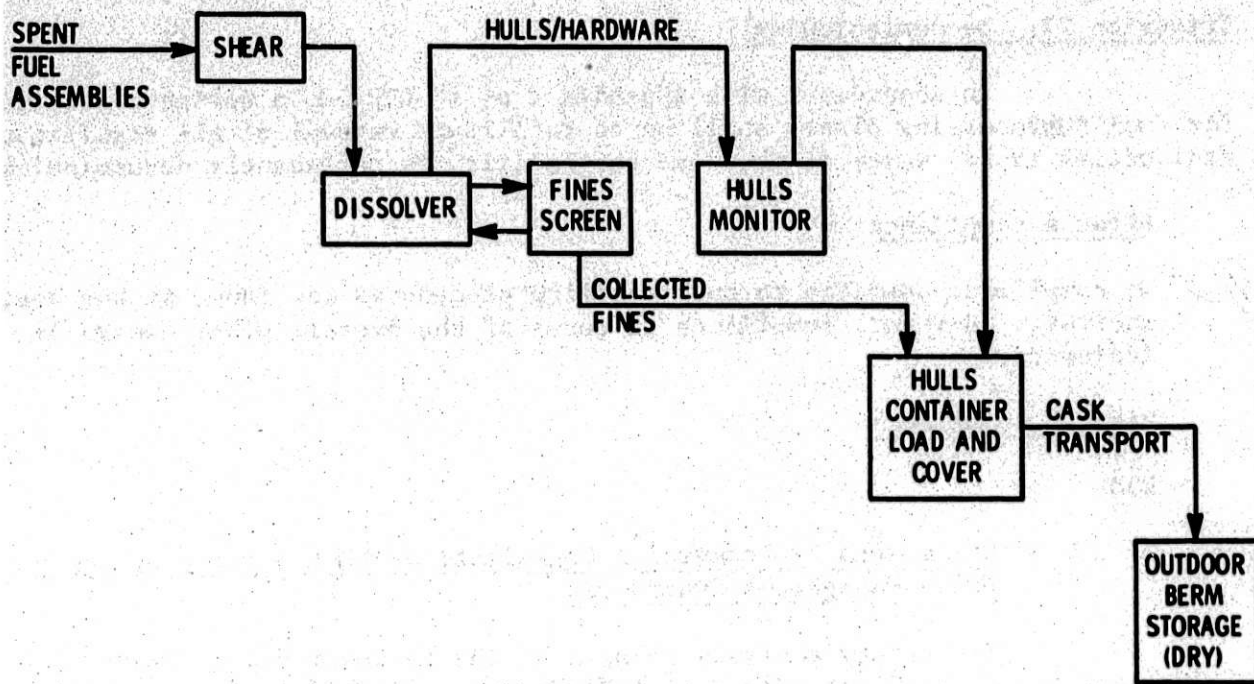 SPENT
FUEL
ASSEMBLIES
SHEAR
HULLS/HARDWARE
DISSOLVER
FINES
SCREEN
HULLS
MONITOR
COLLECTED
FINES
HULLS
CONTAINER
LOAD AND
COVER
CASK
TRANSPORT
OUTDOOR
BERM
STORAGE
(DRY)